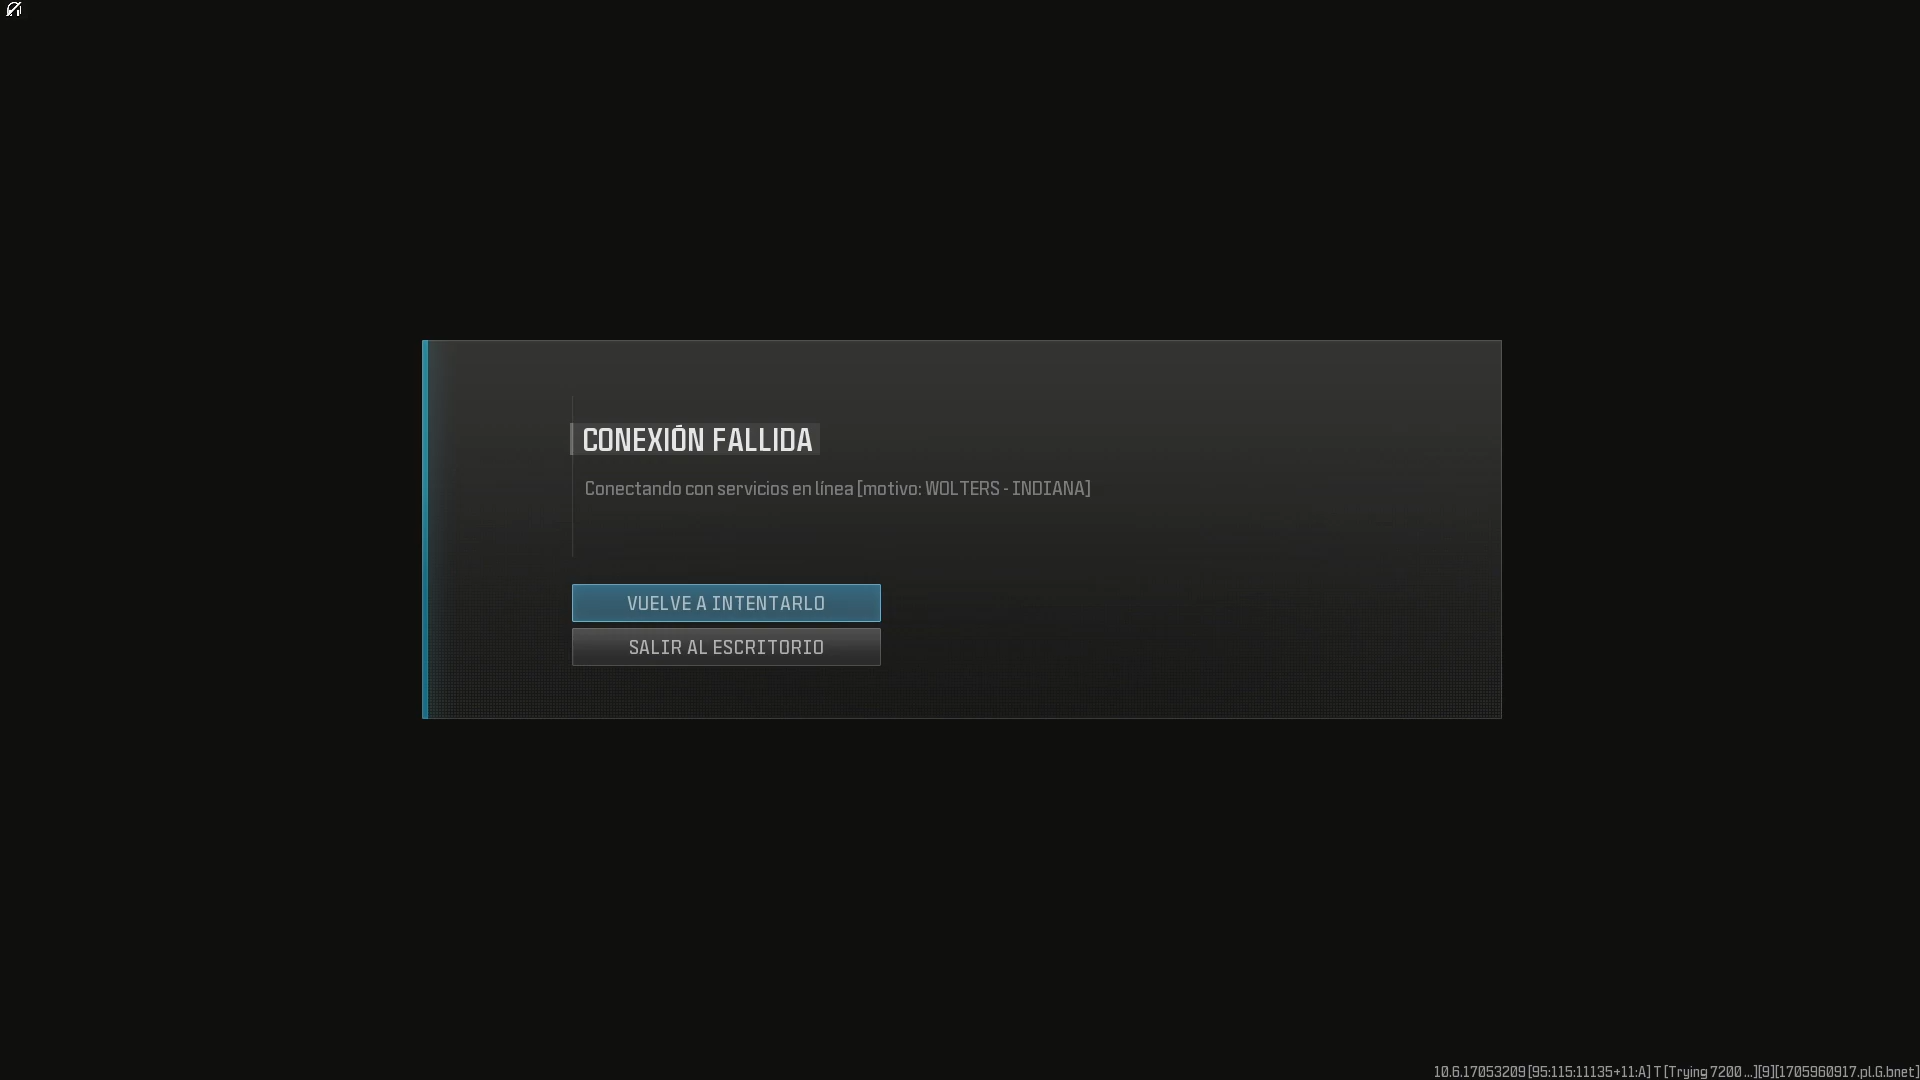 CONEXIÓN FALLIDA
Conectando con servicios en línea [motivo: WOLTERS - INDIANA]
VUELVE A INTENTARLO
SALIR AL ESCRITORIO
10.6.17053209 [95:115:11135+11:A] T [Trying 7200 ...][9][1705960917.pl.G.bnet]